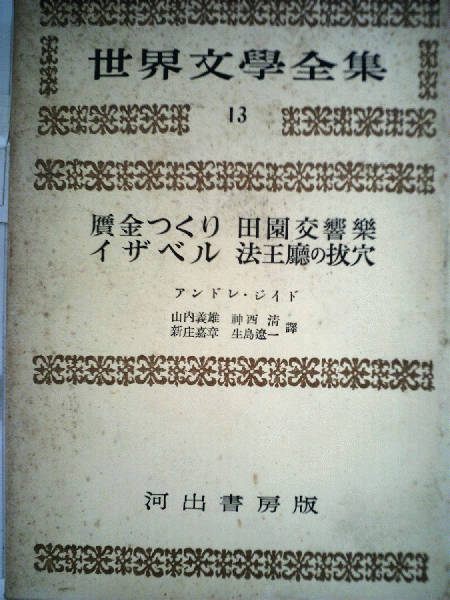 世界文學全集
13
贋金つくり 田園交響樂
イザベル 法王廳の拔穴
アンドレ・ジイド
山内義雄 神西清
新庄嘉章 生島遼一 譯
河出書房版